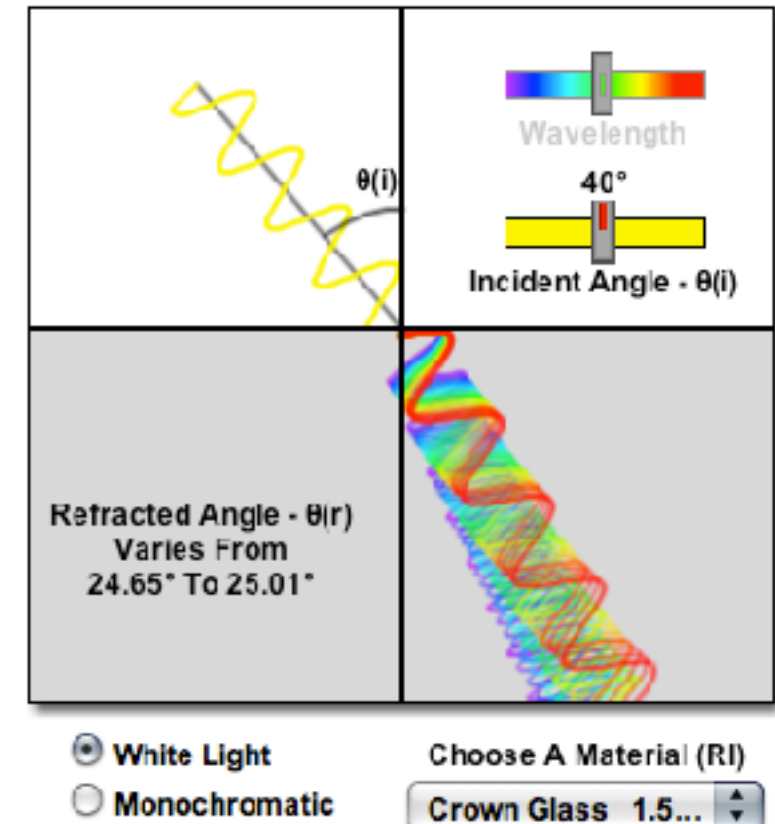 θ(i)
Wavelength
40°
Incident Angle - θ(i)
Refracted Angle - θ(r)
Varies From
24.65° To 25.01°
White Light
Monochromatic
Choose A Material (RI)
Crown Glass 1.5...